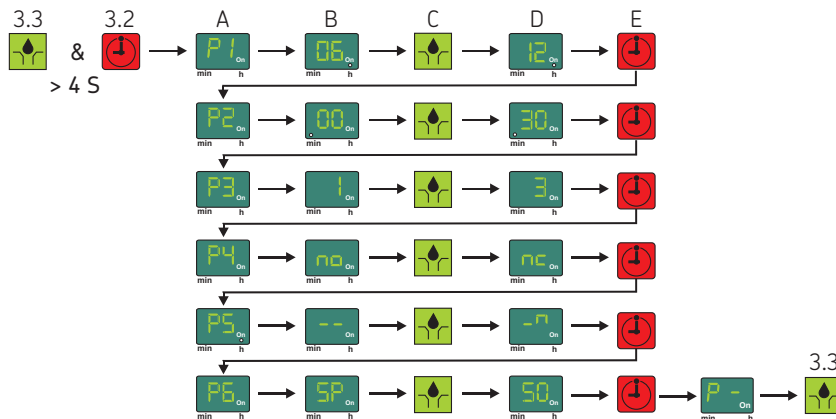 3.3 3.2 A B C D E
& P1 On 06 On 12 On
min h min h min h
> 4 S
P2 On 00 On 30 On
min h min h min h
P3 On 1 On 3 On
min h min h min h
P4 On no On nc On
min h min h min h
P5 On -- On -n On
min h min h min h
3.3
P6 On SP On SO On P - On
min h min h min h min h